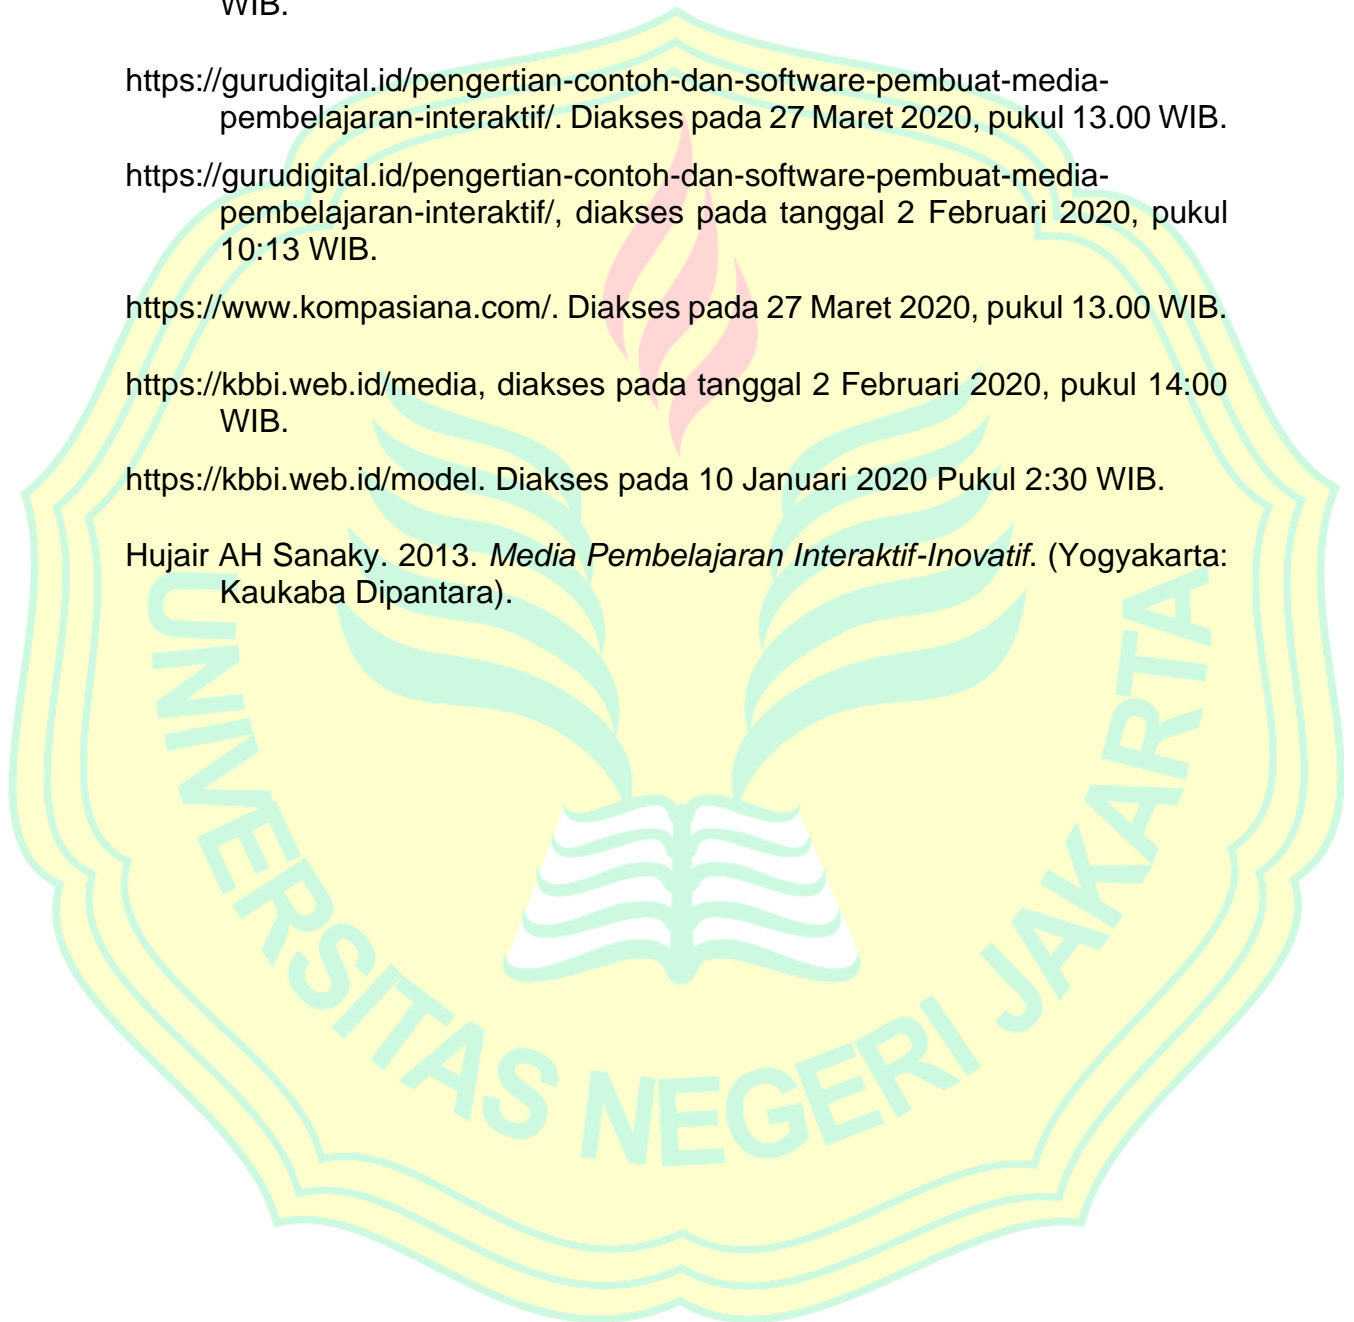 WIB.
https://gurudigital.id/pengertian-contoh-dan-software-pembuat-media-
pembelajaran-interaktif/. Diakses pada 27 Maret 2020, pukul 13.00 WIB.
https://gurudigital.id/pengertian-contoh-dan-software-pembuat-media-
pembelajaran-interaktif/, diakses pada tanggal 2 Februari 2020, pukul
10:13 WIB.
https://www.kompasiana.com/. Diakses pada 27 Maret 2020, pukul 13.00 WIB.
https://kbbi.web.id/media, diakses pada tanggal 2 Februari 2020, pukul 14:00
WIB.
https://kbbi.web.id/model. Diakses pada 10 Januari 2020 Pukul 2:30 WIB.
Hujair AH Sanaky. 2013. Media Pembelajaran Interaktif-Inovatif. (Yogyakarta:
Kaukaba Dipantara).
UNIVERSITAS NEGERI JAKARTA